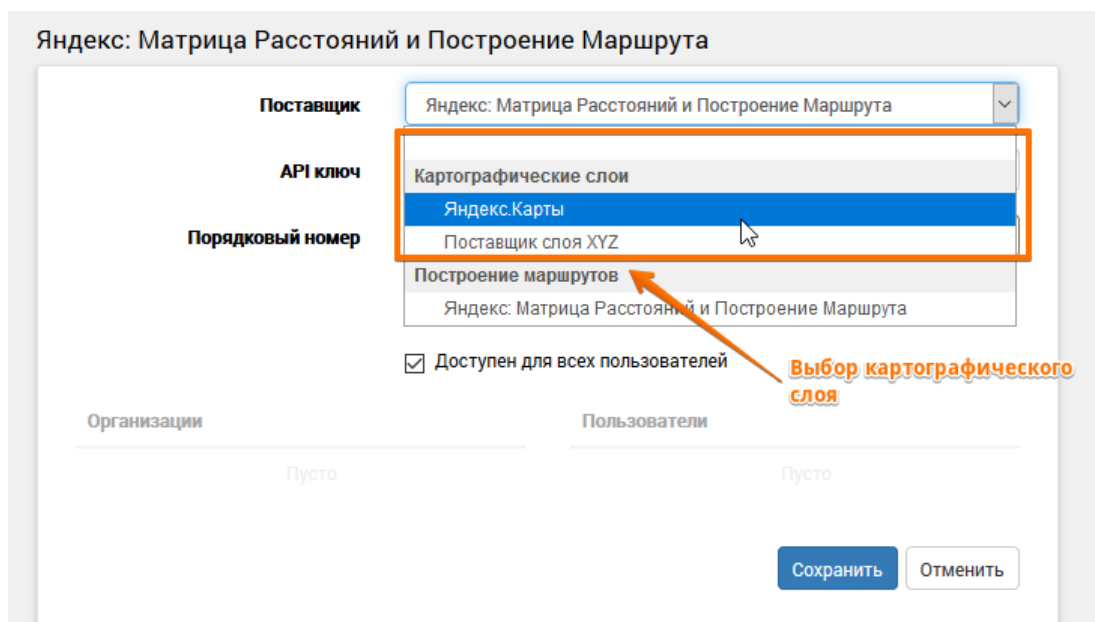 Яндекс: Матрица Расстояний и Построение Маршрута
Поставщик
Яндекс: Матрица Расстояний и Построение Маршрута
API ключ
Картографические слои
Яндекс.Карты
Порядковый номер
Поставщик слоя XYZ
Построение маршрутов
Яндекс: Матрица Расстояний и Построение Маршрута
Доступен для всех пользователей
Выбор картографического
слоя
Организации
Пользователи
Пусто
Пусто
Сохранить
Отменить